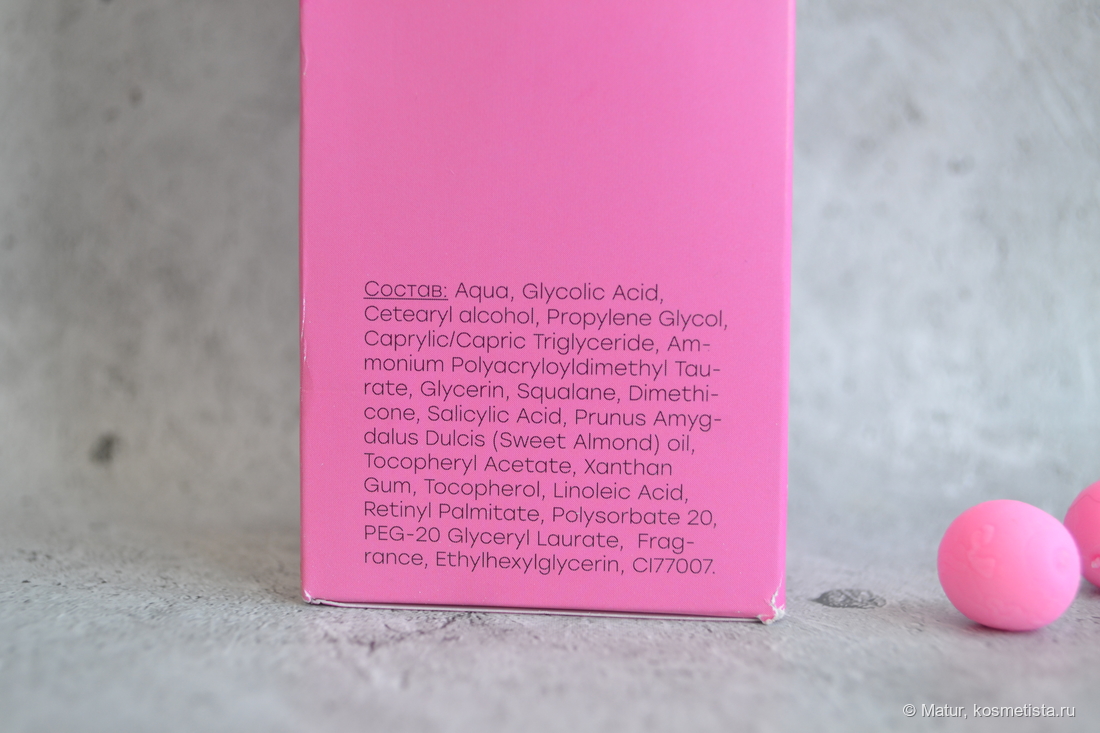 Состав: Aqua, Glycolic Acid,
Cetearyl alcohol, Propylene Glycol,
Caprylic/Capric Triglyceride, Am-
monium Polyacryloyldimethyl Tau-
rate, Glycerin, Squalane, Dimethi-
cone, Salicylic Acid, Prunus Amyg-
dalus Dulcis (Sweet Almond) oil,
Tocopheryl Acetate, Xanthan
Gum, Tocopherol, Linoleic Acid,
Retinyl Palmitate, Polysorbate 20,
PEG-20 Glyceryl Laurate, Frag-
rance, Ethylhexylglycerin, CI77007.
© Matur, kosmetista.ru